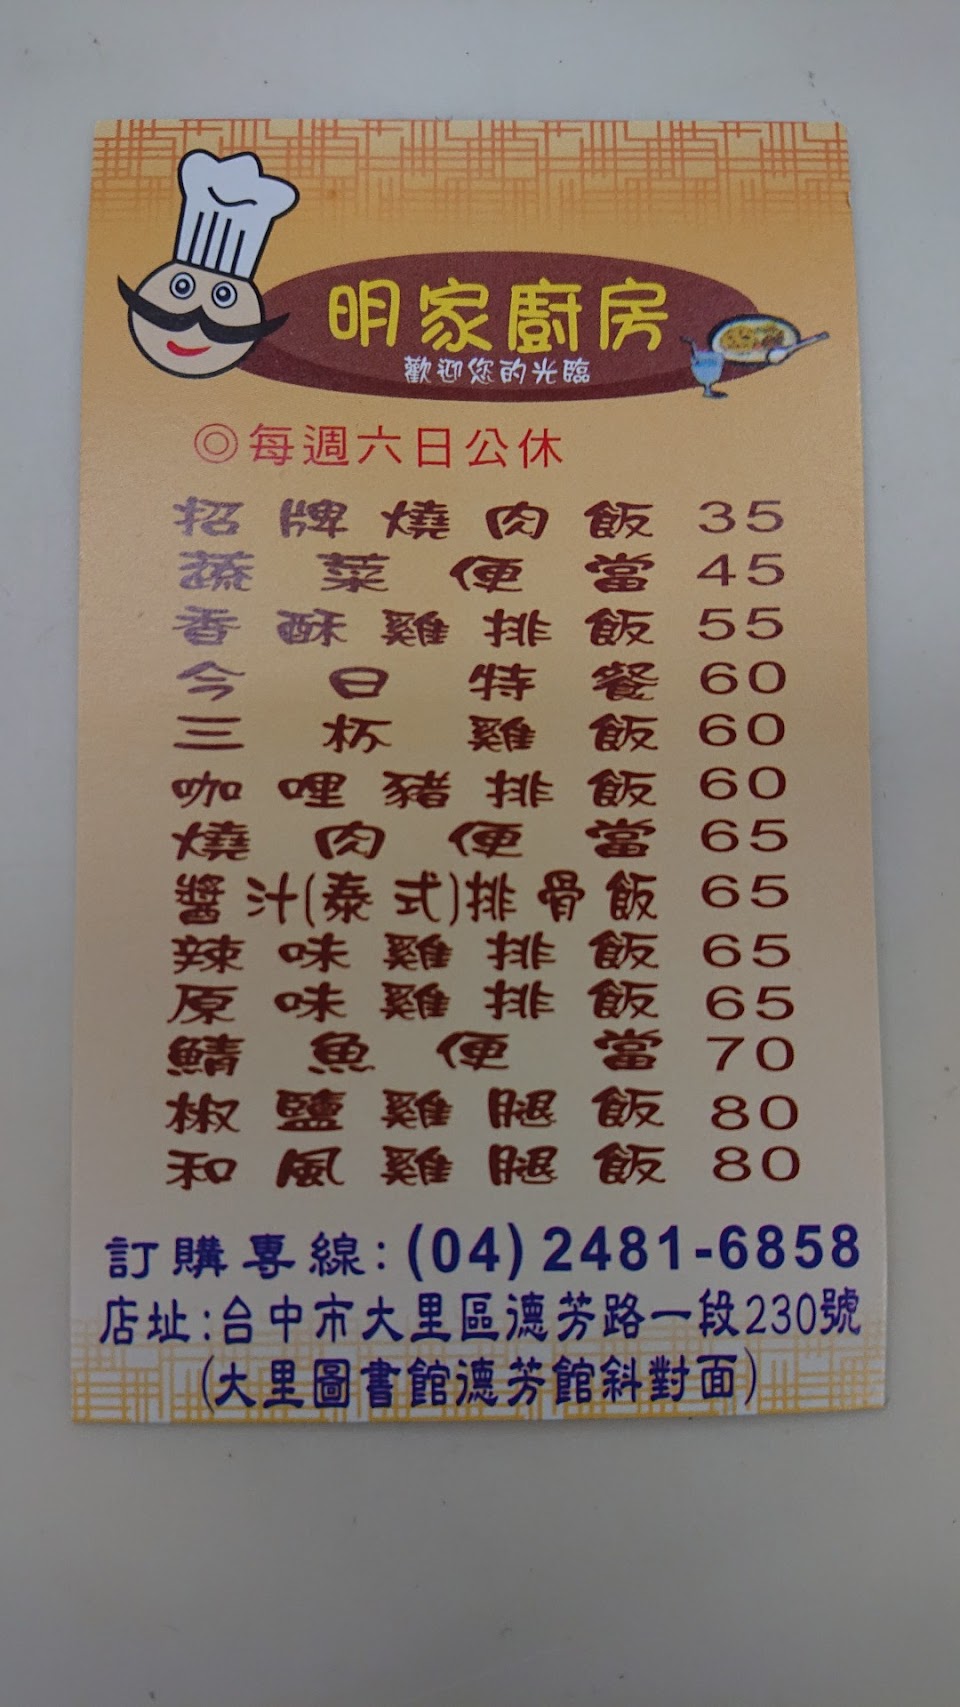 明家廚房
歡迎您的光臨
◎每週六日公休
招牌燒肉飯 35
蔬菜便當 45
香酥雞排飯 55
今日特餐 60
三杯雞飯 60
咖哩豬排飯 60
燒肉便當 65
醬汁(泰式)排骨飯 65
辣味雞排飯 65
原味雞排飯 65
鯖魚便當 70
椒鹽雞腿飯 80
和風雞腿飯 80
訂購專線:(04)2481-6858
店址:台中市大里區德芳路一段230號
(大里圖書館德芳館斜對面)